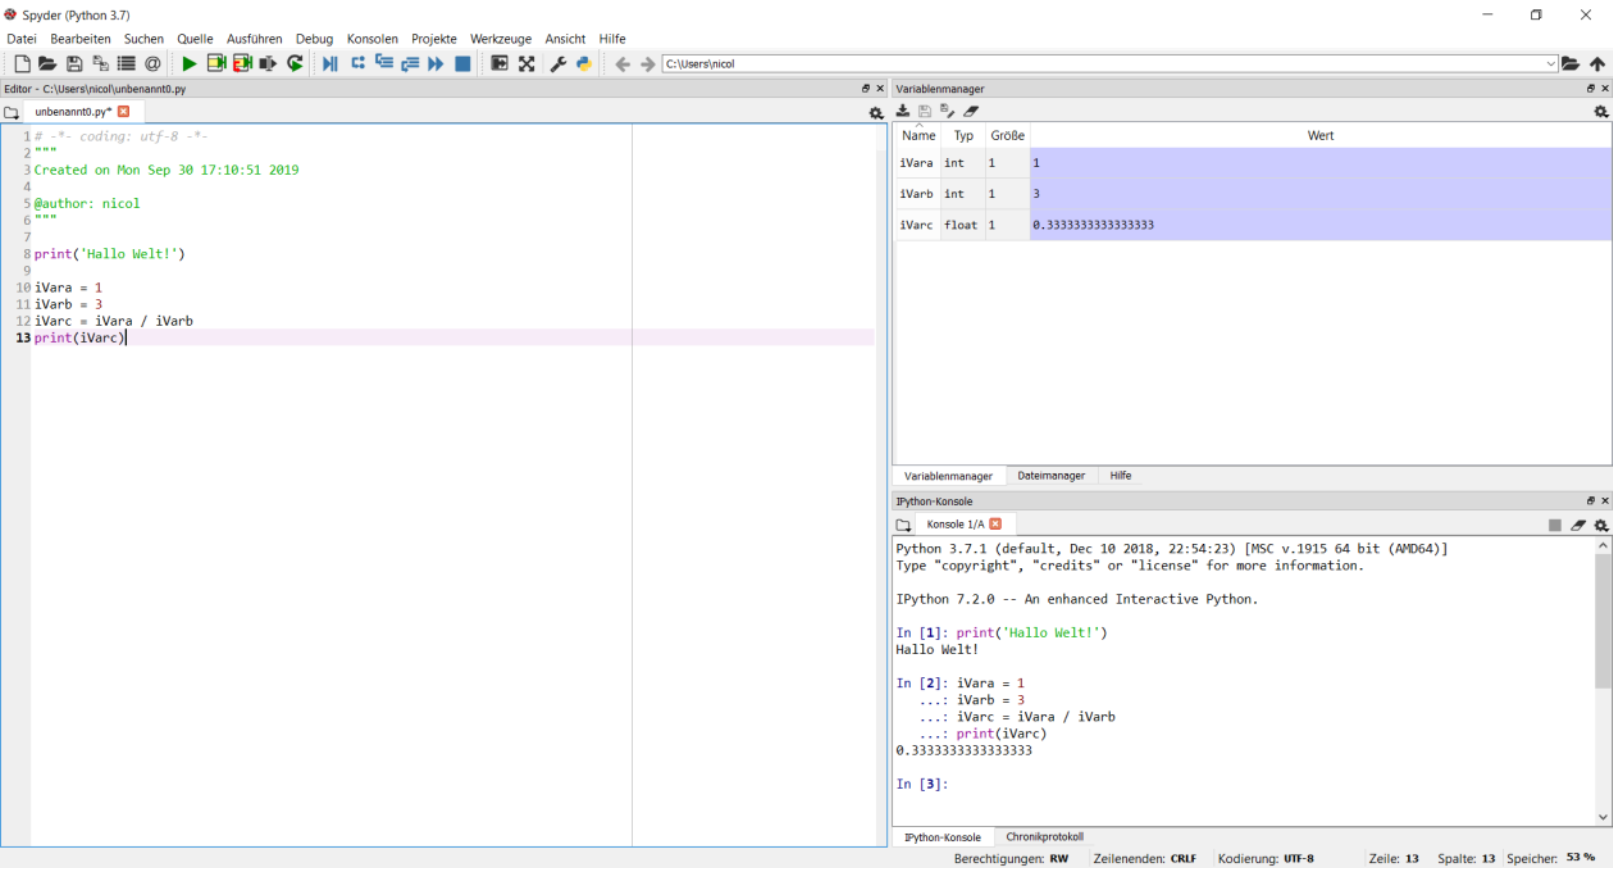 Spyder (Python 3.7)
Datei Bearbeiten Suchen Quelle Ausführen Debug Konsolen Projekte Werkzeuge Ansicht Hilfe
C:\Users\nicol
Editor - C:\Users\nicol\unbenannt0.py
unbenannt0.py*
1 # -*- coding: utf-8 -*-
2 """
3 Created on Mon Sep 30 17:10:51 2019
4
5 @author: nicol
6 """
7
8 print('Hallo Welt!')
9
10 iVara = 1
11 iVarb = 3
12 iVarc = iVara / iVarb
13 print(iVarc)
Variablenmanager
Name Typ Größe Wert
iVara int 1 1
iVarb int 1 3
iVarc float 1 0.3333333333333333
Variablenmanager Dateimanager Hilfe
IPython-Konsole
Konsole 1/A
Python 3.7.1 (default, Dec 10 2018, 22:54:23) [MSC v.1915 64 bit (AMD64)]
Type "copyright", "credits" or "license" for more information.
IPython 7.2.0 -- An enhanced Interactive Python.
In [1]: print('Hallo Welt!')
Hallo Welt!
In [2]: iVara = 1
...: iVarb = 3
...: iVarc = iVara / iVarb
...: print(iVarc)
0.3333333333333333
In [3]:
IPython-Konsole Chronikprotokoll
Berechtigungen: RW Zeilenenden: CRLF Kodierung: UTF-8 Zeile: 13 Spalte: 13 Speicher: 53 %